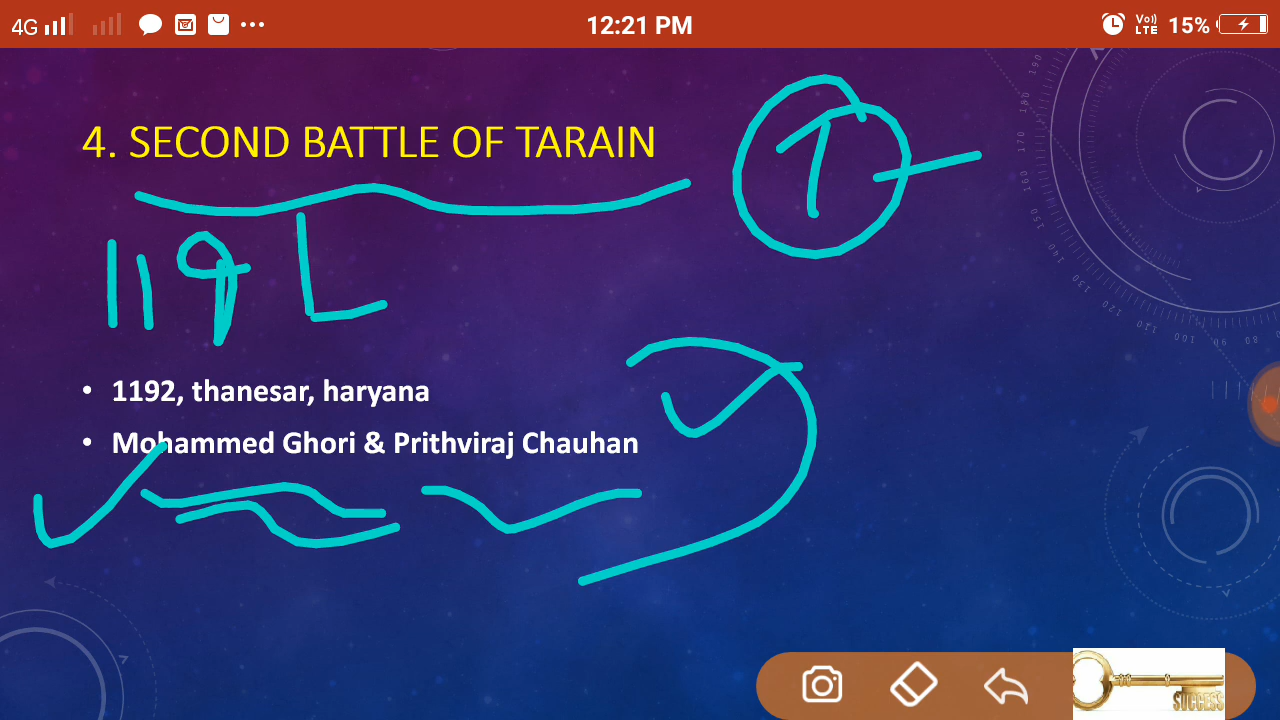 4G 12:21 PM Vo)) LTE 15%
4. SECOND BATTLE OF TARAIN
T
119
• 1192, thanesar, haryana
• Mohammed Ghori & Prithviraj Chauhan
SUCCESS